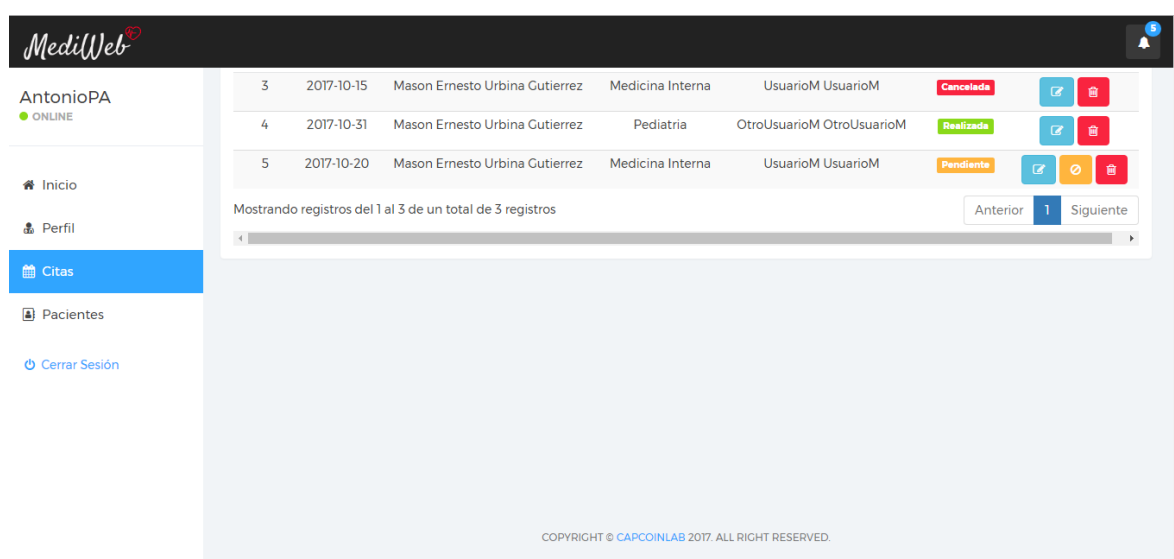 MediWeb
5
AntonioPA
ONLINE
Inicio
Perfil
Citas
Pacientes
Cerrar Sesión
3 2017-10-15 Mason Ernesto Urbina Gutierrez Medicina Interna UsuarioM UsuarioM Cancelada
4 2017-10-31 Mason Ernesto Urbina Gutierrez Pediatria OtroUsuarioM OtroUsuarioM Realizada
5 2017-10-20 Mason Ernesto Urbina Gutierrez Medicina Interna UsuarioM UsuarioM Pendiente
Mostrando registros del 1 al 3 de un total de 3 registros
Anterior 1 Siguiente
COPYRIGHT © CAPCOINLAB 2017. ALL RIGHT RESERVED.